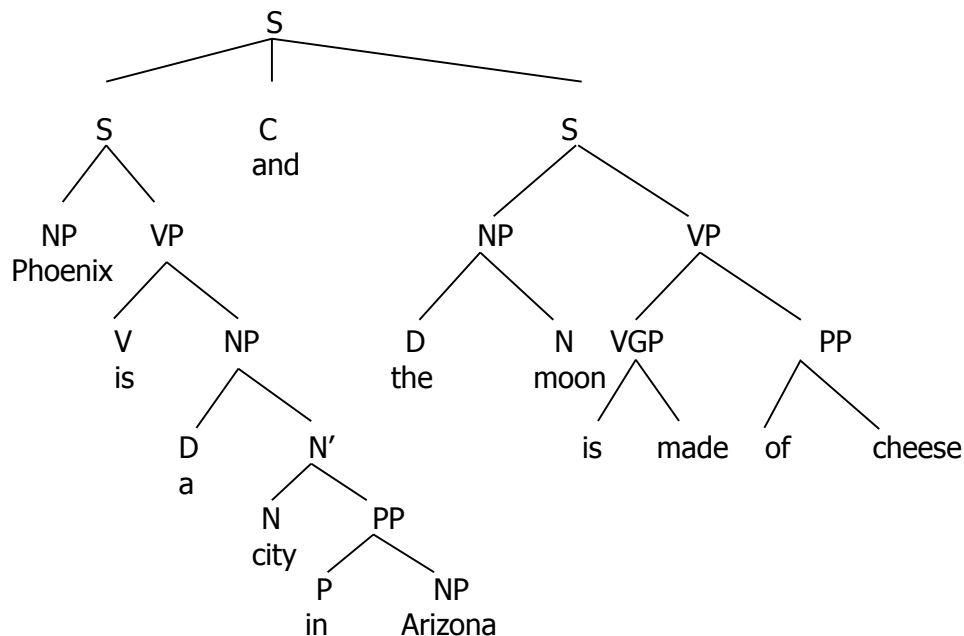 S
S C S
and
NP VP NP VP
Phoenix
V NP D N VGP PP
is the moon
D N′ is made of cheese
a
N PP
city
P NP
in Arizona